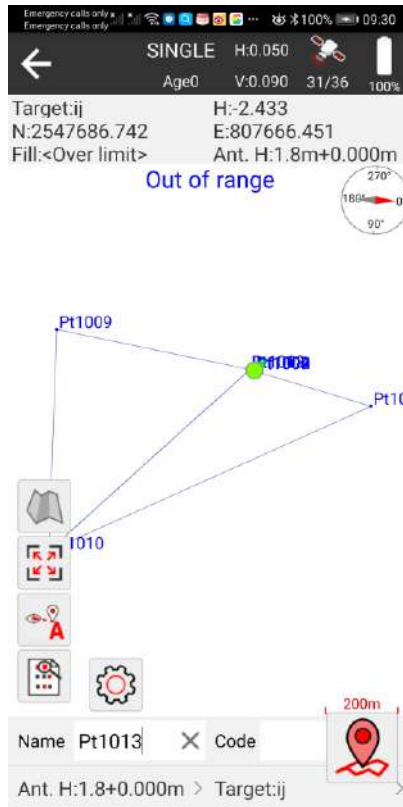 Emergency calls only
Emergency calls only
100% 09:30
SINGLE H:0.050
Age0 V:0.090 31/36 100%
Target:ij H:-2.433
N:2547686.742 E:807666.451
Fill:<Over limit> Ant. H:1.8m+0.000m
Out of range
270°
180° 0
90°
Pt1009
Pt10
1010
A
200m
Name Pt1013 Code
Ant. H:1.8+0.000m > Target:ij >